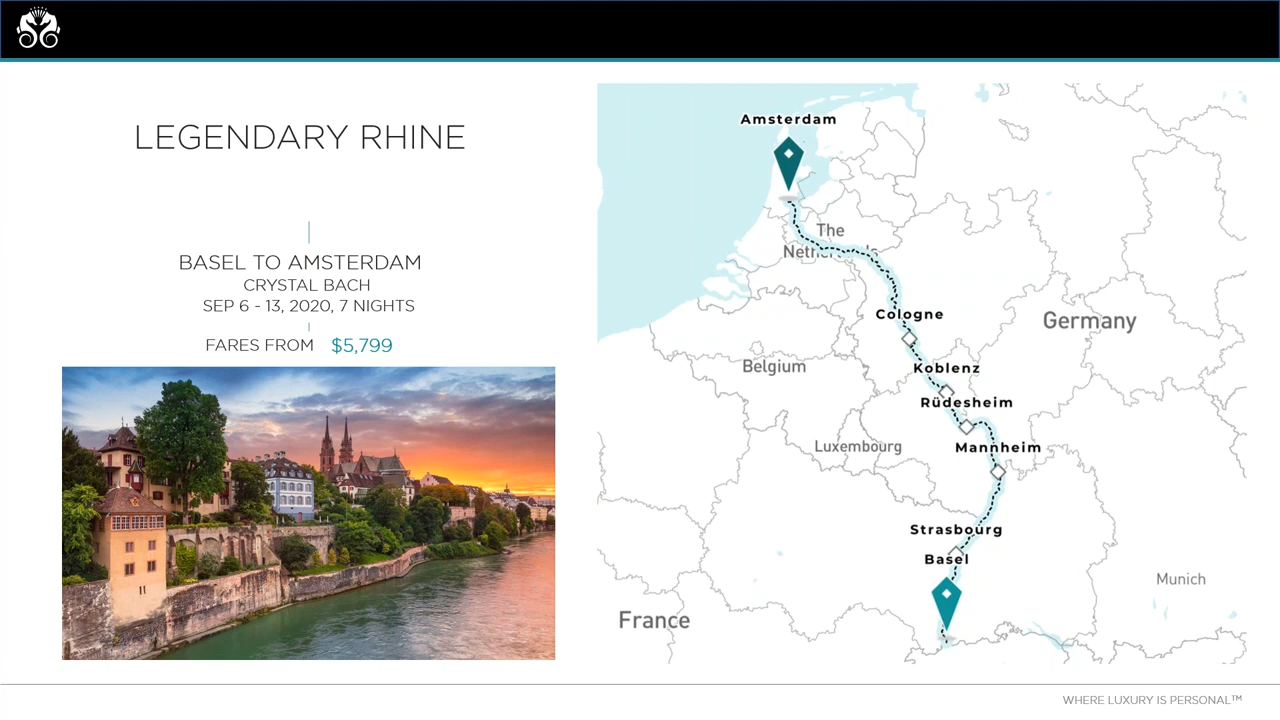 LEGENDARY RHINE
BASEL TO AMSTERDAM
CRYSTAL BACH
SEP 6 - 13, 2020, 7 NIGHTS
FARES FROM $5,799
Amsterdam
The
Netherlands
Cologne
Germany
Koblenz
Belgium
Rüdesheim
Luxembourg
Mannheim
Strasbourg
Basel
Munich
France
WHERE LUXURY IS PERSONAL™